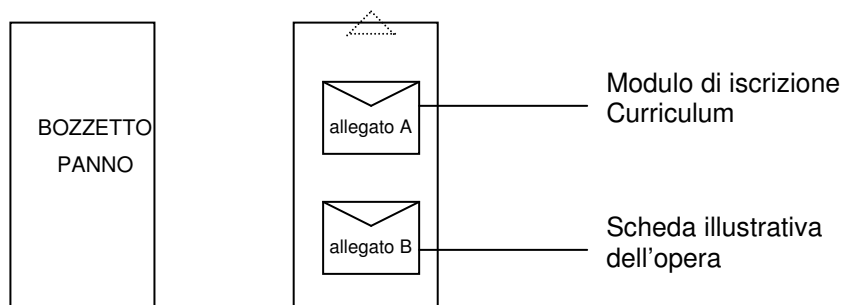 BOZZETTO
PANNO
allegato A
Modulo di iscrizione
Curriculum
allegato B
Scheda illustrativa
dell’opera